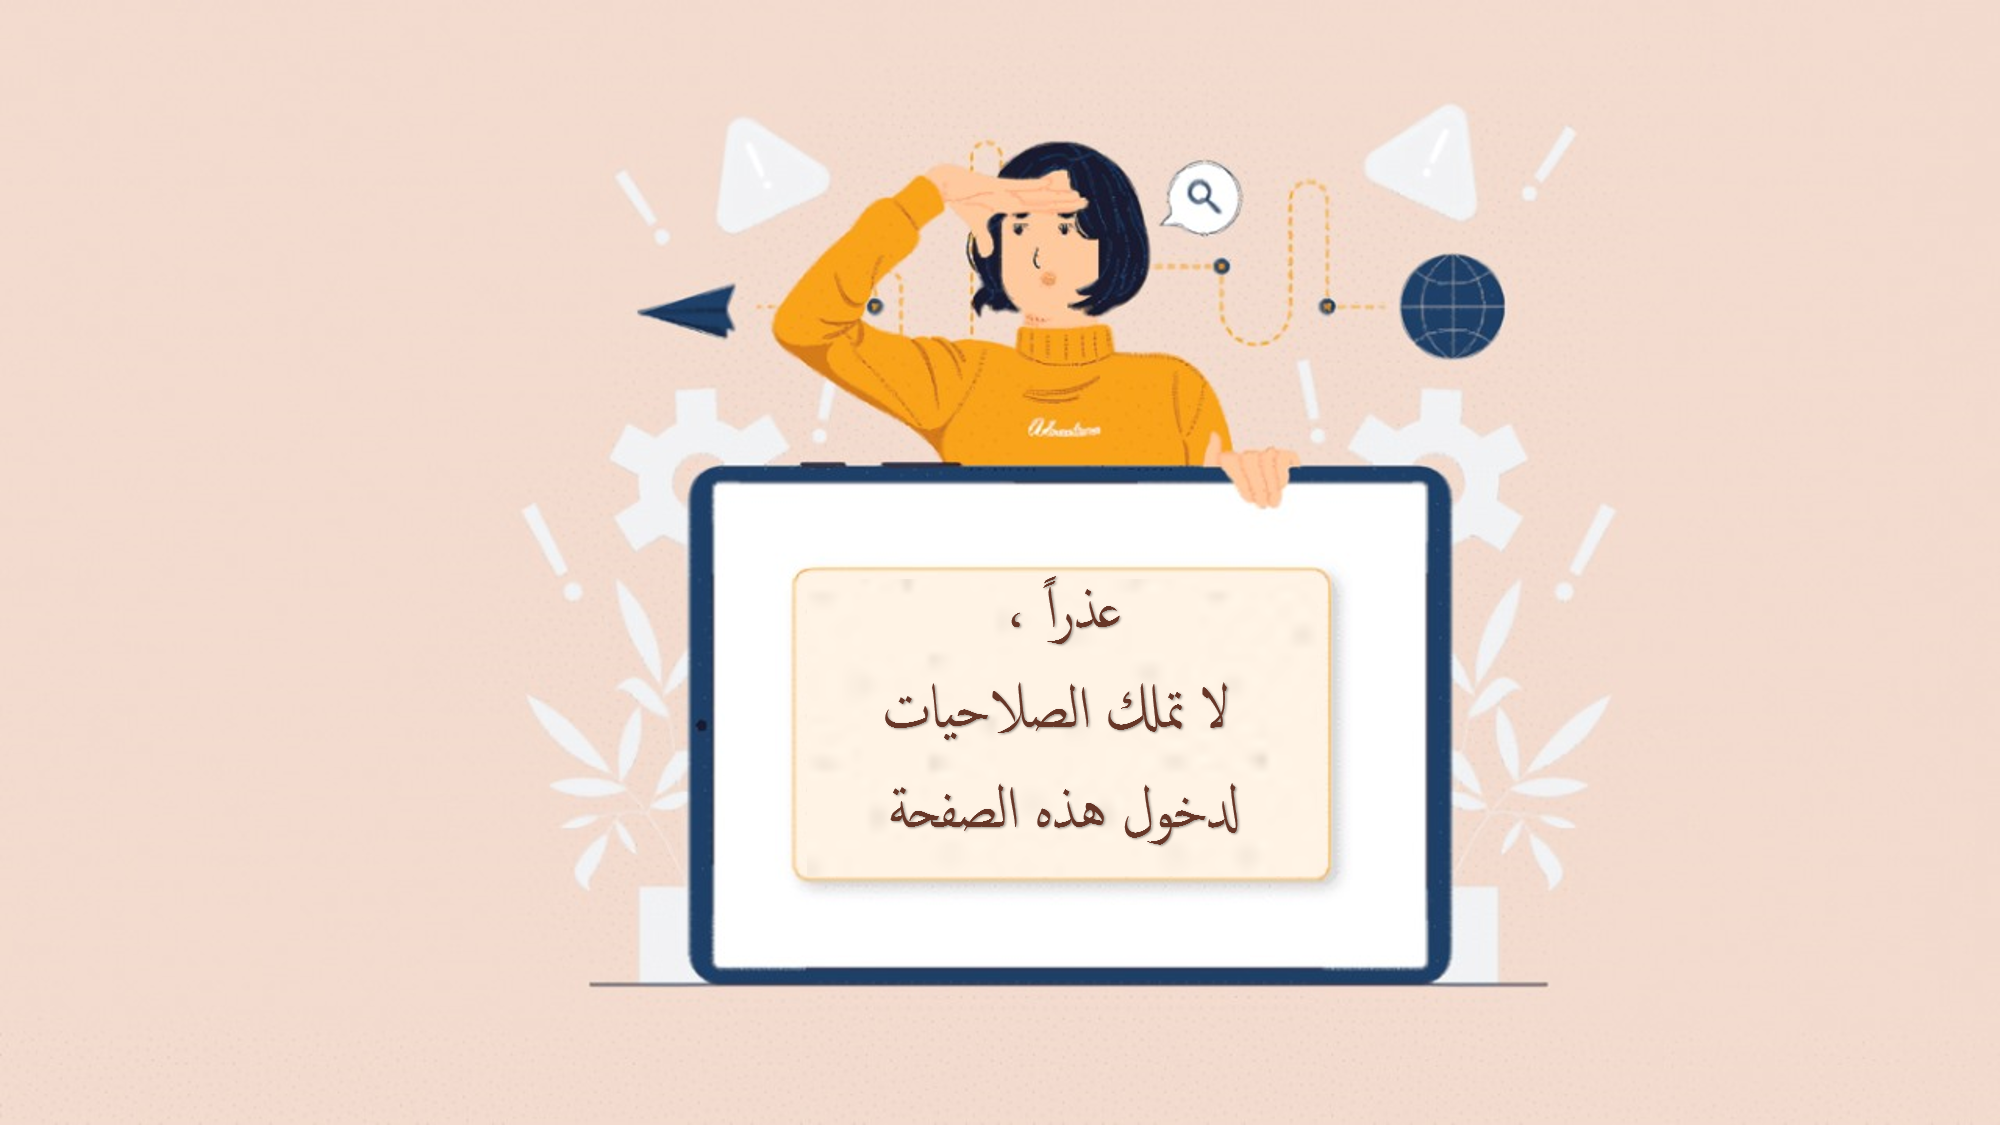 عذراً ،
لا تملك الصلاحيات
لدخول هذه الصفحة